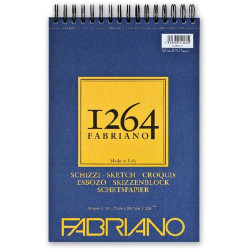 1264
FABRIANO
Made in Italy
SCHIZZI - SKETCH - CROQUIS
ESBOZO - SKIZZENBLOCK
SCHETSPAPIER
FABRIANO